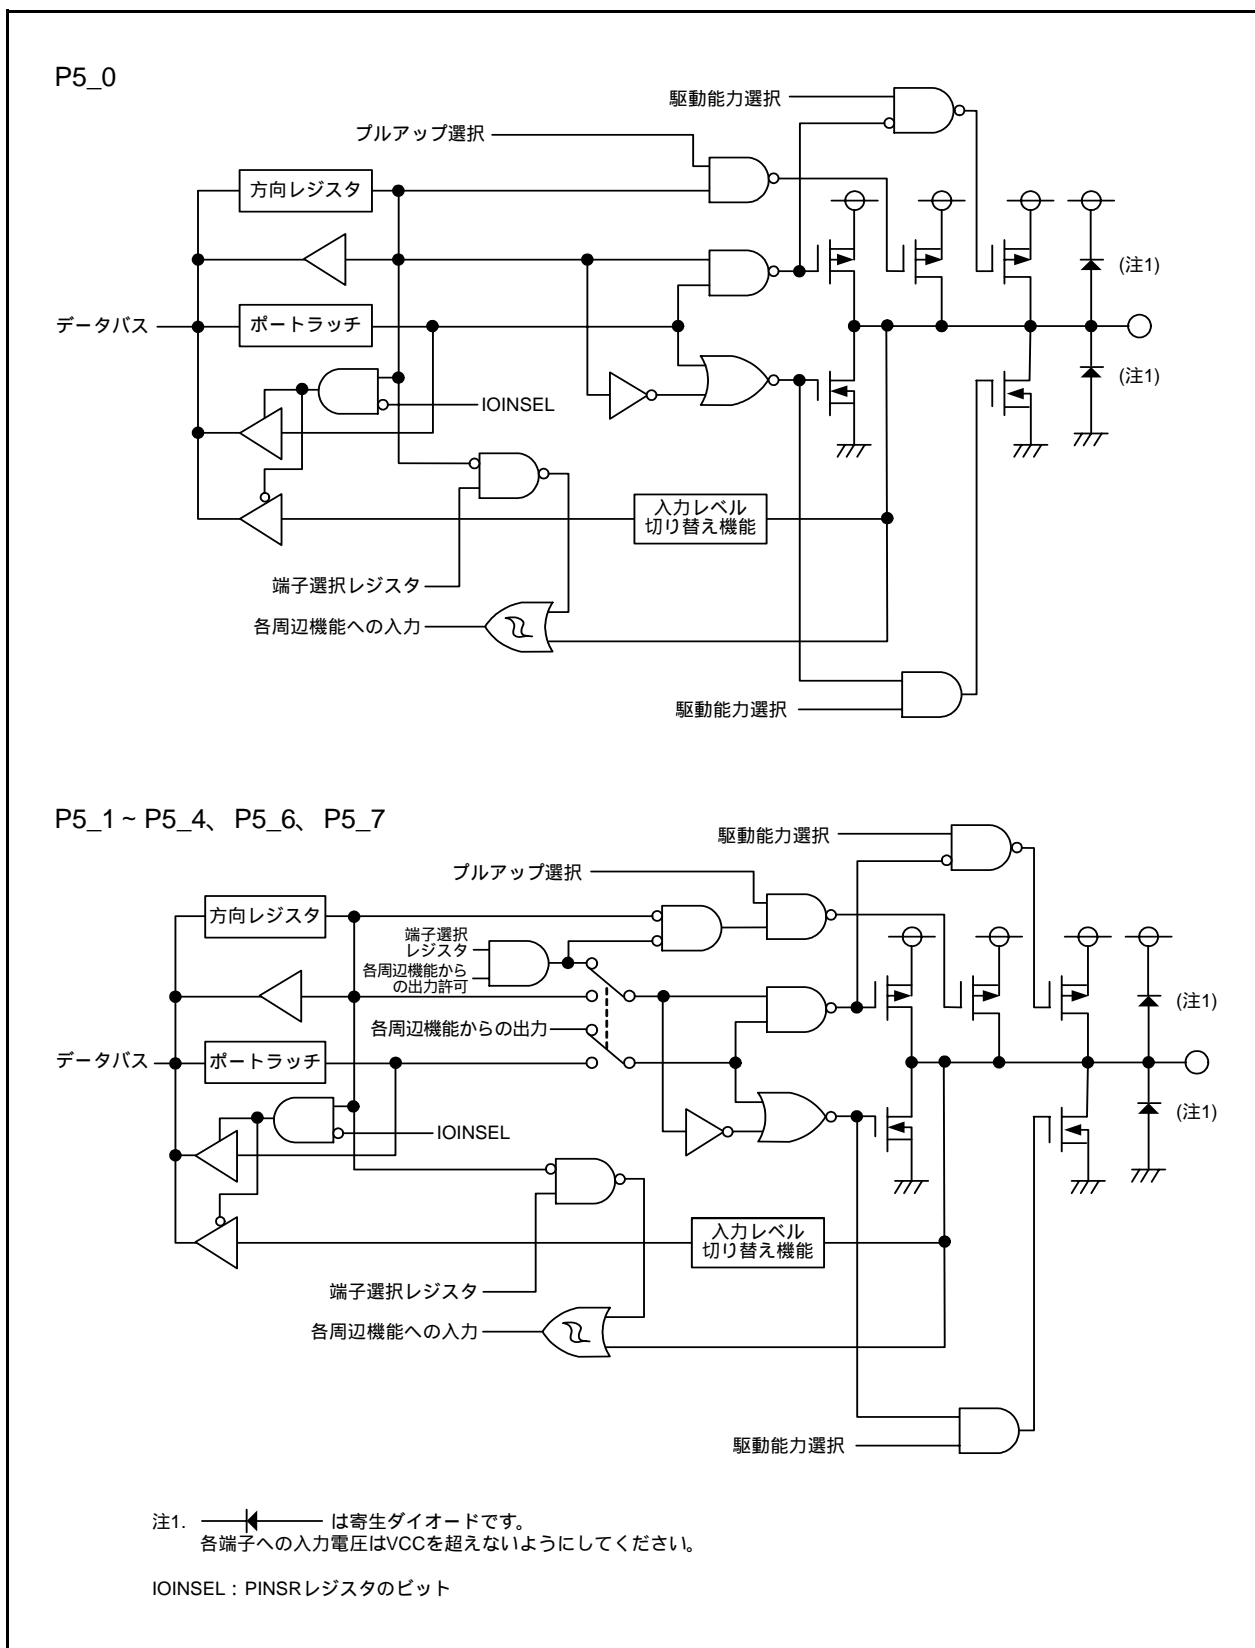 P5_0
駆動能力選択
プルアップ選択
方向レジスタ
(注1)
データバス
ポートラッチ
(注1)
IOINSEL
入力レベル
切り替え機能
端子選択レジスタ
各周辺機能への入力
駆動能力選択
P5_1 ~ P5_4、P5_6、P5_7
駆動能力選択
プルアップ選択
方向レジスタ
端子選択
レジスタ
各周辺機能から
の出力許可
(注1)
各周辺機能からの出力
データバス
ポートラッチ
(注1)
IOINSEL
入力レベル
切り替え機能
端子選択レジスタ
各周辺機能への入力
駆動能力選択
注1. は寄生ダイオードです。
各端子への入力電圧はVCCを超えないようにしてください。
IOINSEL : PINSRレジスタのビット